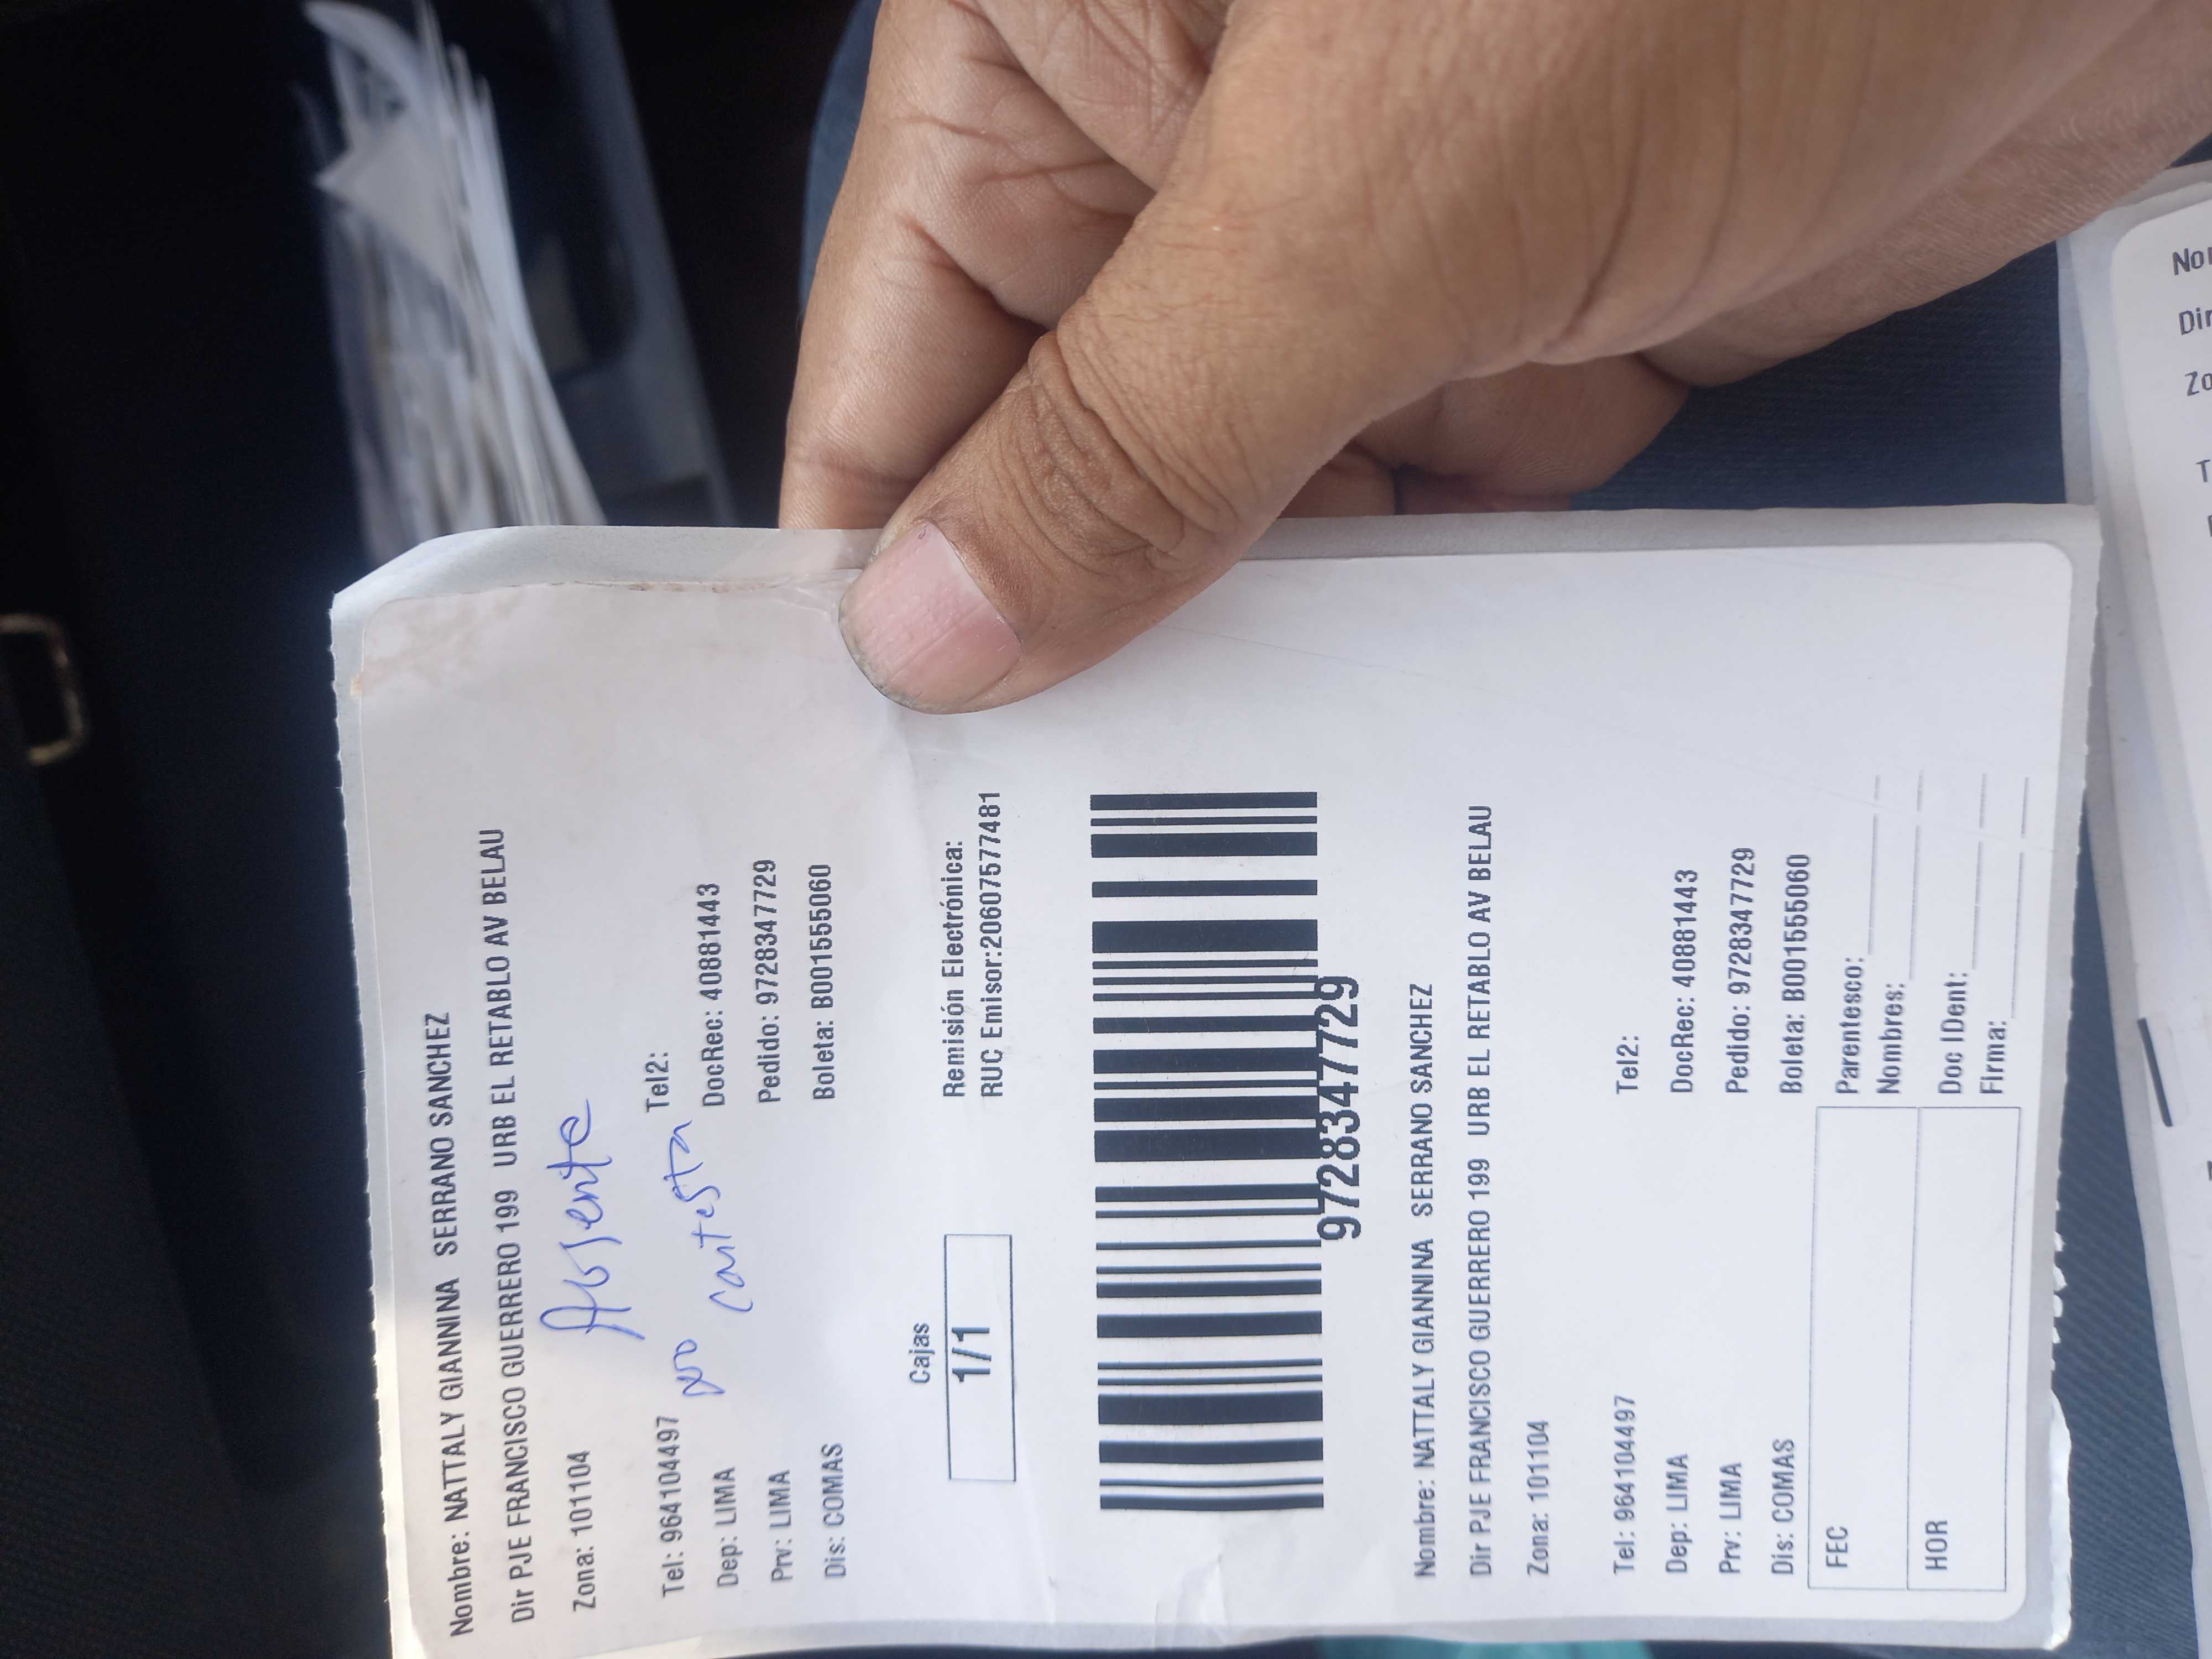 Nombre: NATTALY GIANNINA SERRANO SANCHEZ
Dir PJE FRANCISCO GUERRERO 199 URB EL RETABLO AV BELAU
Zona: 101104
Absente
Tel: 964104497 Tel2:
no contesta
Dep: LIMA DocRec: 40881443
Prv: LIMA Pedido: 9728347729
Dis: COMAS Boleta: B001555060
Cajas
1/1
Remisión Electrónica:
RUC Emisor:20607577481
9728347729
Nombre: NATTALY GIANNINA SERRANO SANCHEZ
Dir PJE FRANCISCO GUERRERO 199 URB EL RETABLO AV BELAU
Zona: 101104
Tel: 964104497 Tel2:
Dep: LIMA DocRec: 40881443
Prv: LIMA Pedido: 9728347729
Dis: COMAS Boleta: B001555060
FEC
Parentesco:
Nombres:
HOR
Doc IDent:
Firma: